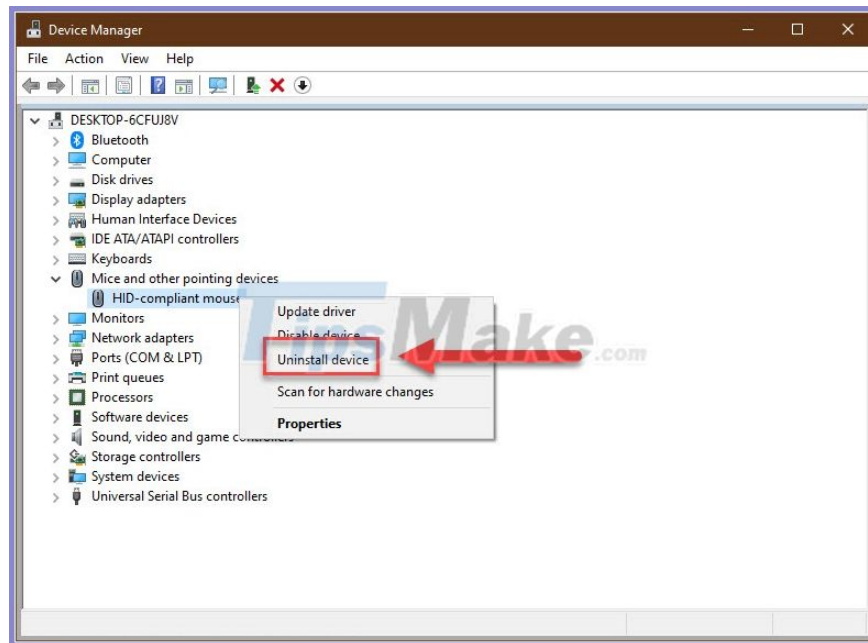 Device Manager
File Action View Help
DESKTOP-6CFUJ8V
Bluetooth
Computer
Disk drives
Display adapters
Human Interface Devices
IDE ATA/ATAPI controllers
Keyboards
Mice and other pointing devices
HID-compliant mouse
Update driver
Monitors
Disable device
Network adapters
Ports (COM & LPT)
Uninstall device
TipsMake.com
Print queues
Processors
Scan for hardware changes
Software devices
Properties
Sound, video and game controllers
Storage controllers
System devices
Universal Serial Bus controllers